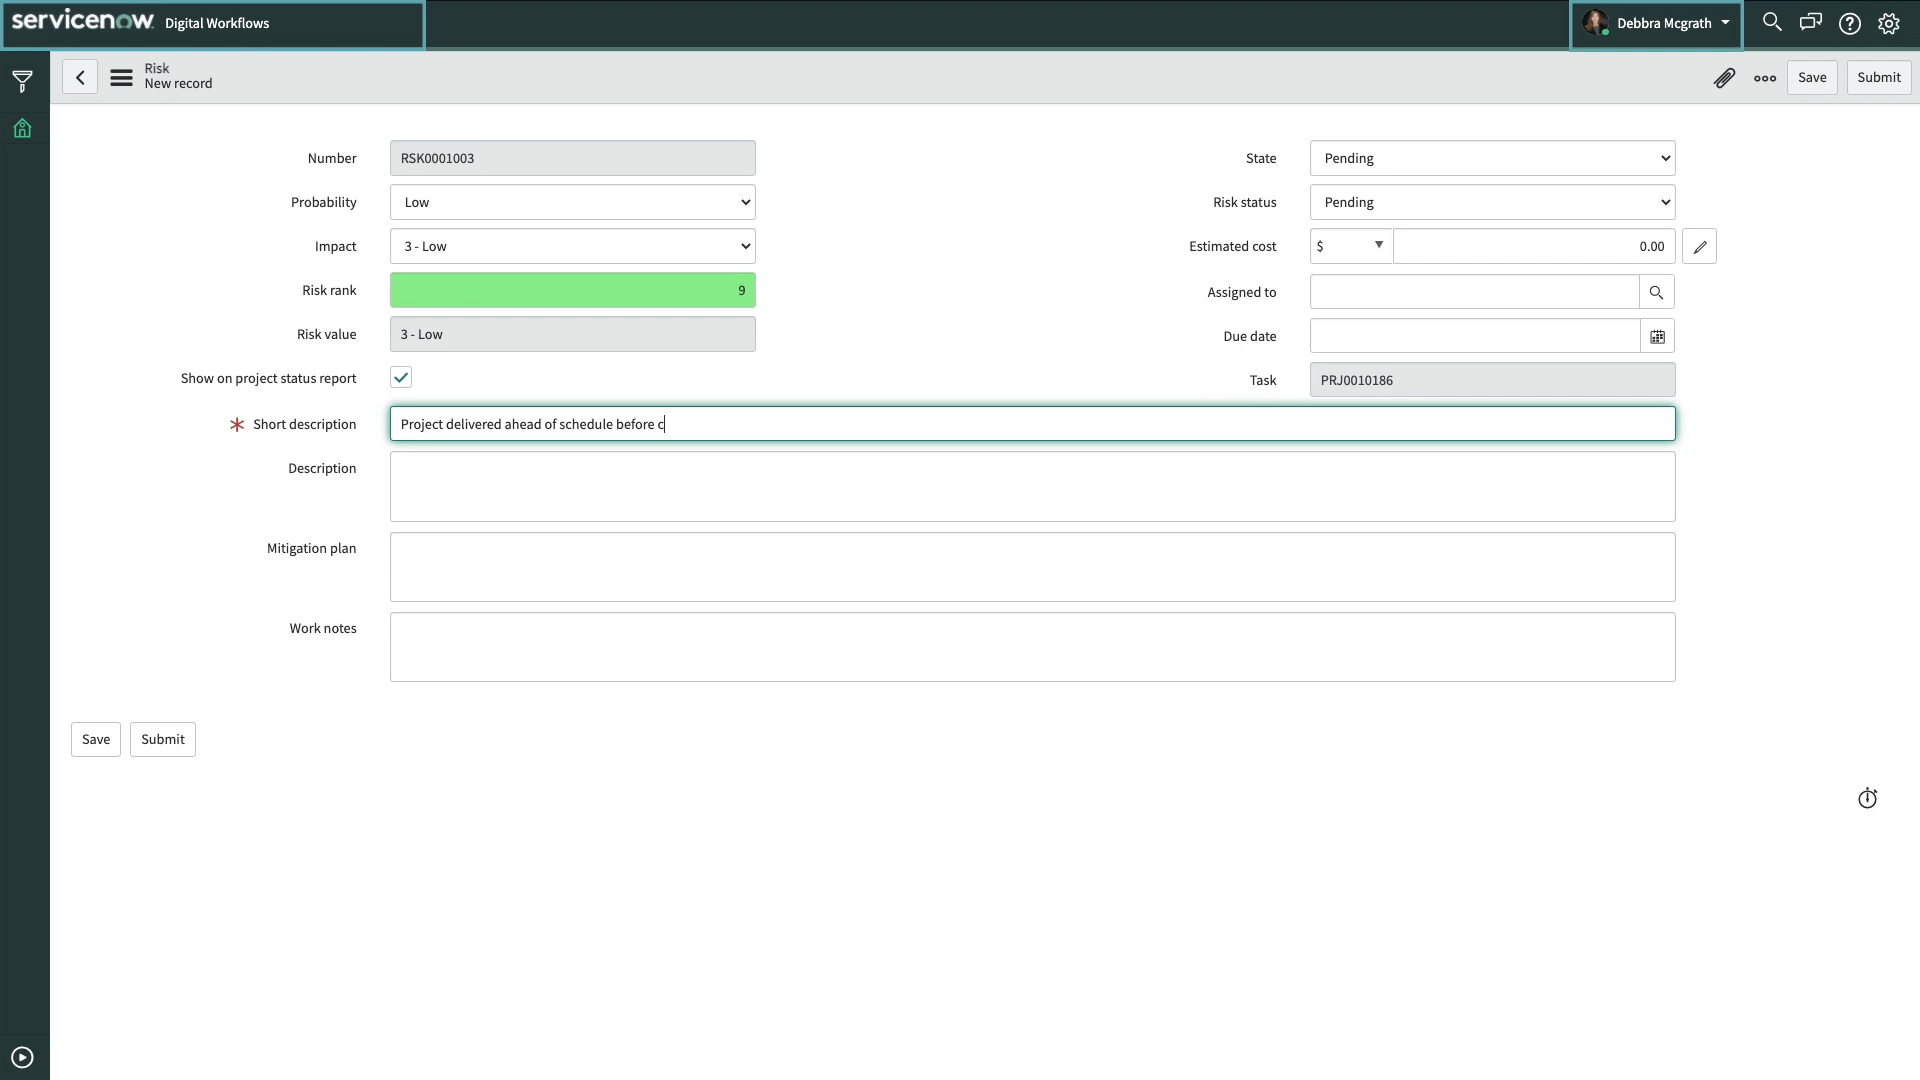 servicenow. Digital Workflows
Debbra Mcgrath
Risk
New record
Save
Submit
Number
RSK0001003
State
Pending
Probability
Low
Risk status
Pending
Impact
3 - Low
Estimated cost
$
0.00
Risk rank
9
Assigned to
Risk value
3 - Low
Due date
Show on project status report
Task
PRJ0010186
Short description
Project delivered ahead of schedule before c
Description
Mitigation plan
Work notes
Save
Submit